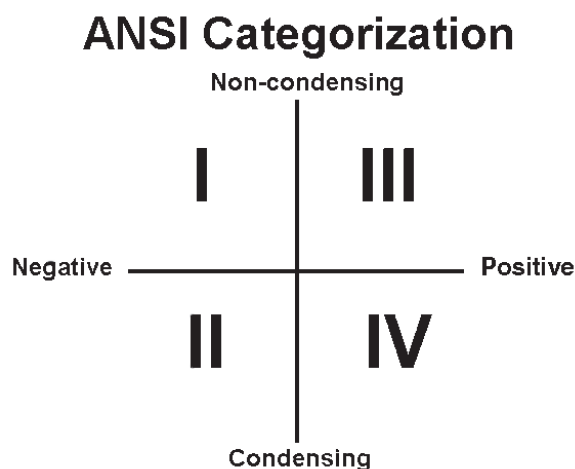 ANSI Categorization
Non-condensing
I III
Negative Positive
II IV
Condensing